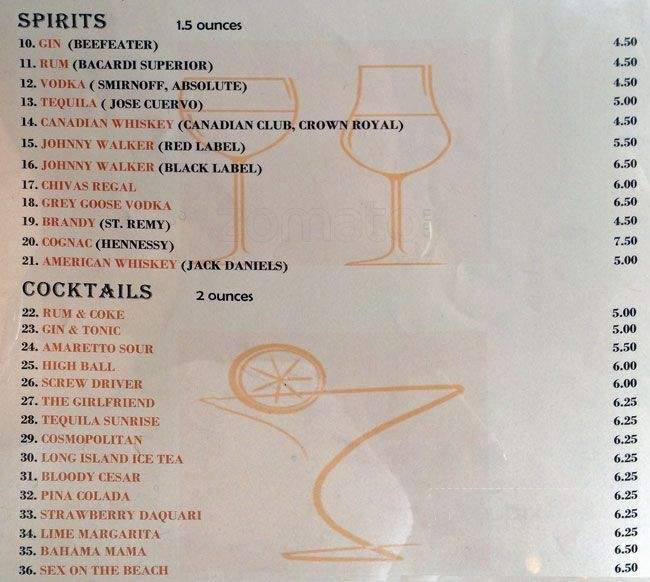 SPIRITS 1.5 ounces
10. GIN (BEEFEATER) 4.50
11. RUM (BACARDI SUPERIOR) 4.50
12. VODKA ( SMIRNOFF, ABSOLUTE) 4.50
13. TEQUILA ( JOSE CUERVO) 5.00
14. CANADIAN WHISKEY (CANADIAN CLUB, CROWN ROYAL) 4.50
15. JOHNNY WALKER (RED LABEL) 5.50
16. JOHNNY WALKER (BLACK LABEL) 6.50
17. CHIVAS REGAL 6.00
18. GREY GOOSE VODKA 6.50
19. BRANDY (ST. REMY) 4.50
zomato
20. COGNAC (HENNESSY) 7.50
21. AMERICAN WHISKEY (JACK DANIELS) 5.00
COCKTAILS 2 ounces
22. RUM & COKE 5.00
23. GIN & TONIC 5.00
24. AMARETTO SOUR 5.50
25. HIGH BALL 6.00
26. SCREW DRIVER 6.00
27. THE GIRLFRIEND 6.25
28. TEQUILA SUNRISE 6.25
29. COSMOPOLITAN 6.25
30. LONG ISLAND ICE TEA 6.25
31. BLOODY CESAR 6.25
32. PINA COLADA 6.25
33. STRAWBERRY DAQUARI 6.25
34. LIME MARGARITA 6.25
35. BAHAMA MAMA 6.50
36. SEX ON THE BEACH 6.50